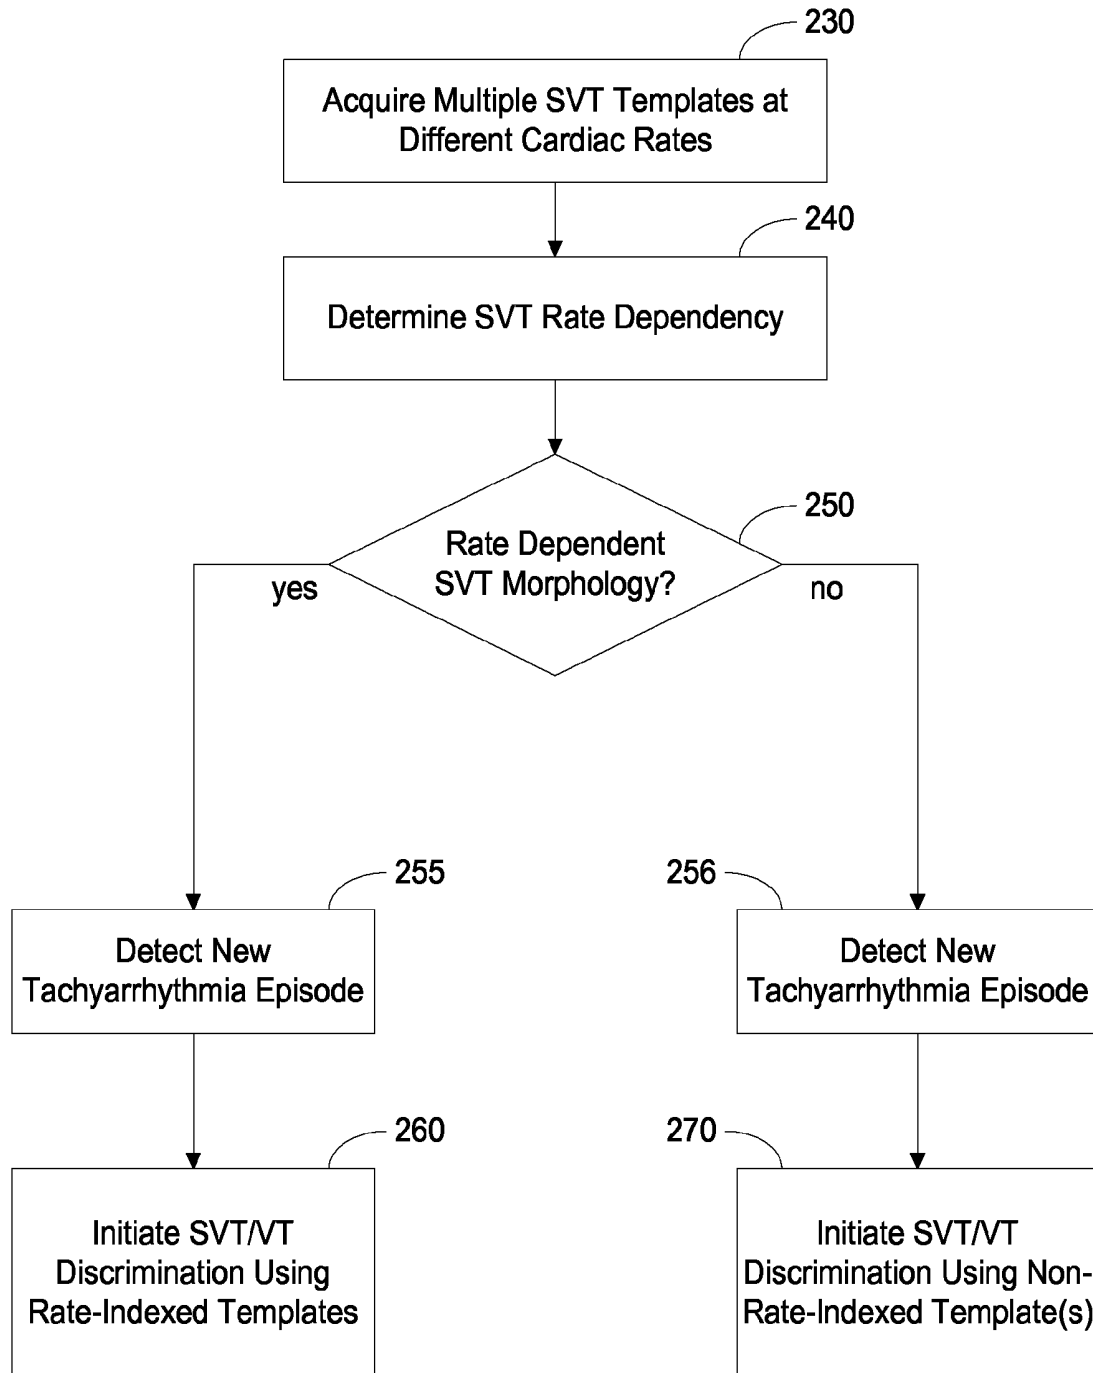 230
Acquire Multiple SVT Templates at
Different Cardiac Rates
240
Determine SVT Rate Dependency
250
Rate Dependent
SVT Morphology?
yes
no
255
Detect New
Tachyarrhythmia Episode
256
Detect New
Tachyarrhythmia Episode
260
Initiate SVT/VT
Discrimination Using
Rate-Indexed Templates
270
Initiate SVT/VT
Discrimination Using Non-
Rate-Indexed Template(s)